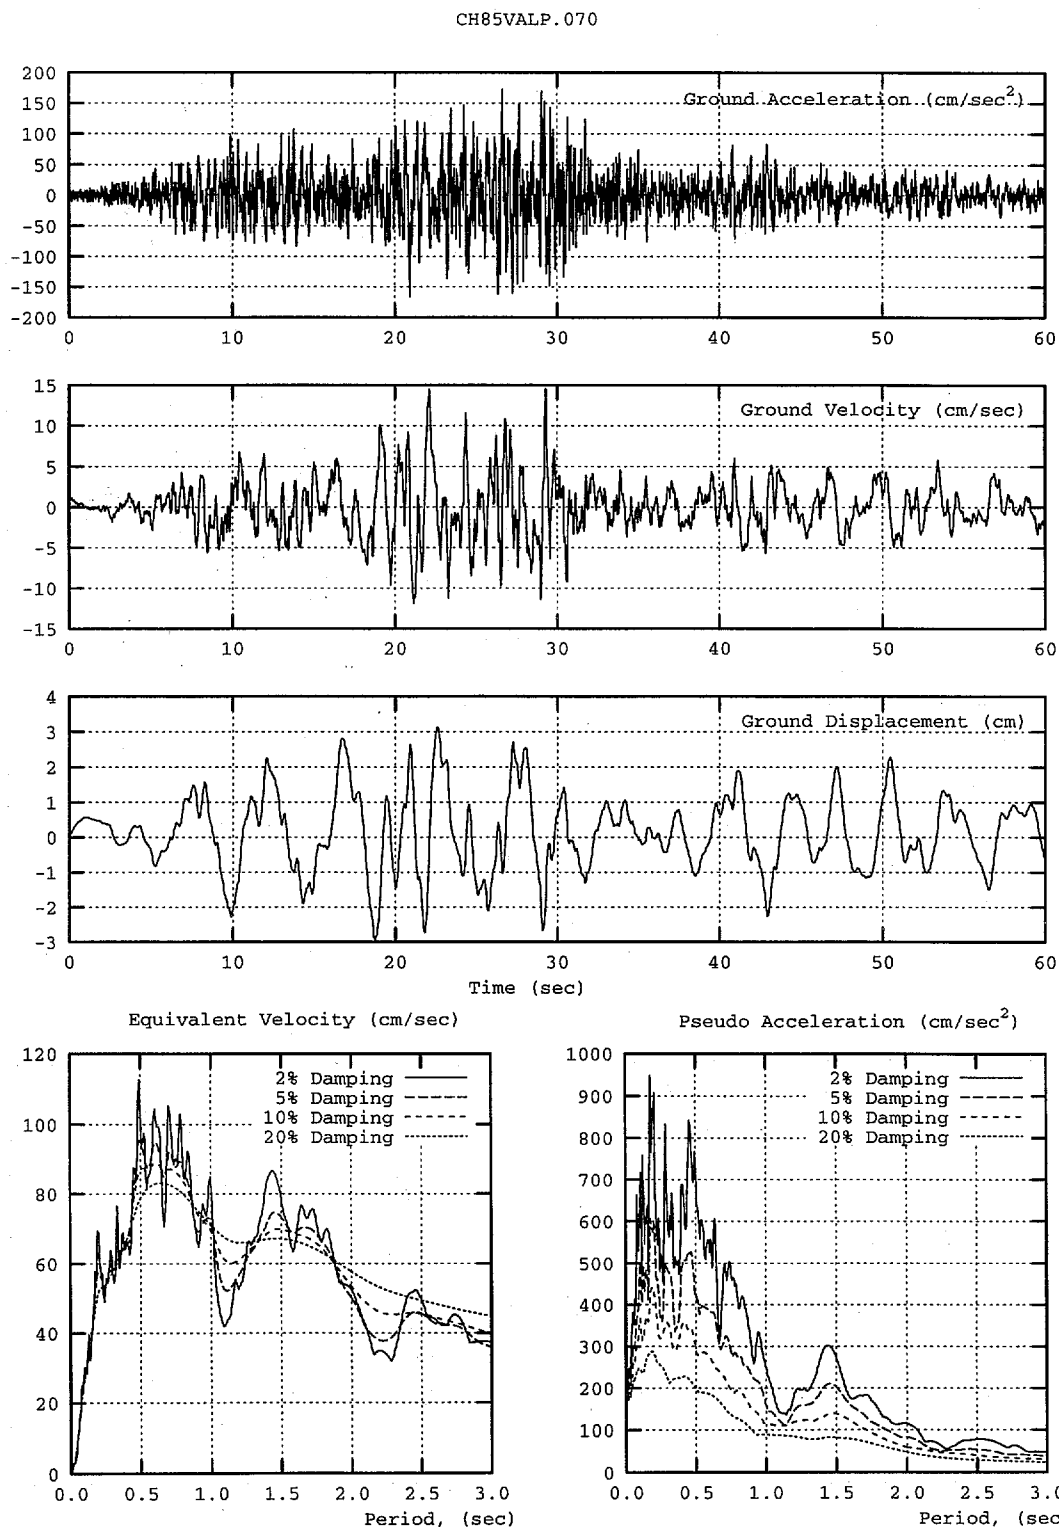 CH85VALP.070
Ground Acceleration (cm/sec²)
200
150
100
50
0
-50
-100
-150
-200
0 10 20 30 40 50 60
Ground Velocity (cm/sec)
15
10
5
0
-5
-10
-15
0 10 20 30 40 50 60
Ground Displacement (cm)
4
3
2
1
0
-1
-2
-3
0 10 20 30 40 50 60
Time (sec)
Equivalent Velocity (cm/sec)
120
100
80
60
40
20
0
2% Damping
5% Damping
10% Damping
20% Damping
0.0 0.5 1.0 1.5 2.0 2.5 3.0
Period, (sec)
Pseudo Acceleration (cm/sec²)
1000
900
800
700
600
500
400
300
200
100
0
2% Damping
5% Damping
10% Damping
20% Damping
0.0 0.5 1.0 1.5 2.0 2.5 3.0
Period, (sec